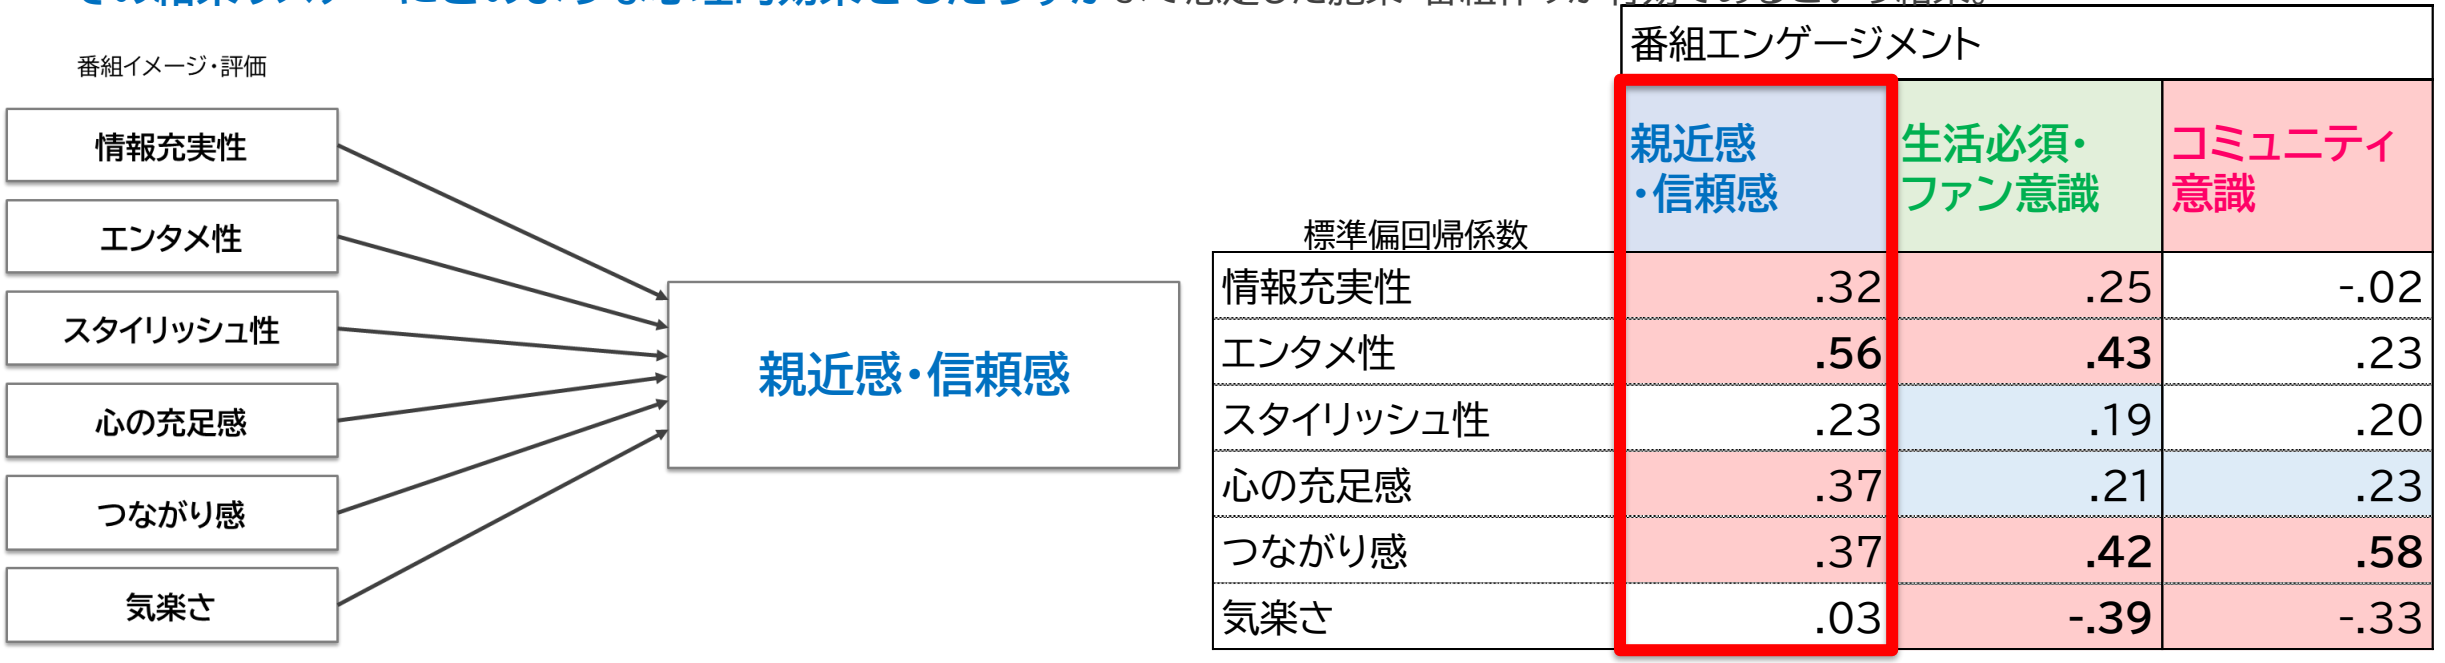 番組イメージ・評価
情報充実性
エンタメ性
スタイリッシュ性
心の充足感
つながり感
気楽さ
親近感・信頼感
番組エンゲージメント
標準偏回帰係数
親近感
・信頼感
生活必須・
ファン意識
コミュニティ
意識
情報充実性 .32 .25 -.02
エンタメ性 .56 .43 .23
スタイリッシュ性 .23 .19 .20
心の充足感 .37 .21 .23
つながり感 .37 .42 .58
気楽さ .03 -.39 -.33